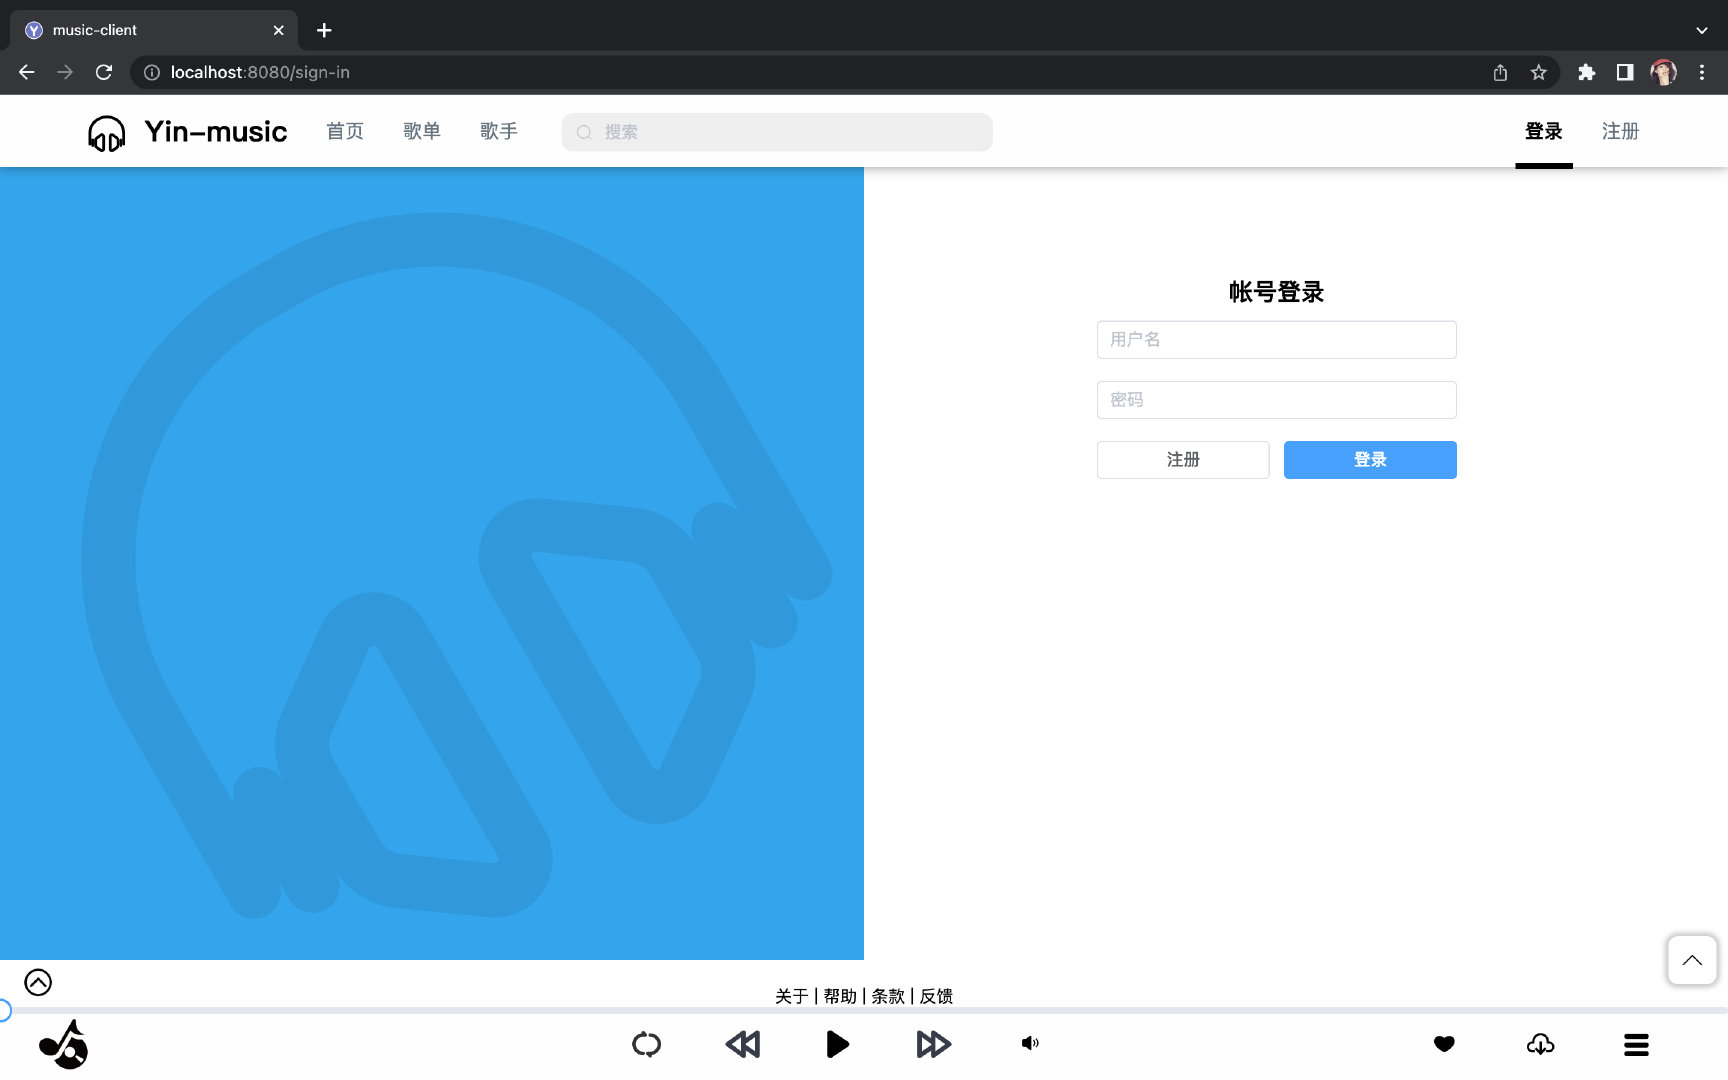 music-client
localhost:8080/sign-in
Yin-music 首页 歌单 歌手 搜索 登录 注册
帐号登录
用户名
密码
注册 登录
关于 | 帮助 | 条款 | 反馈